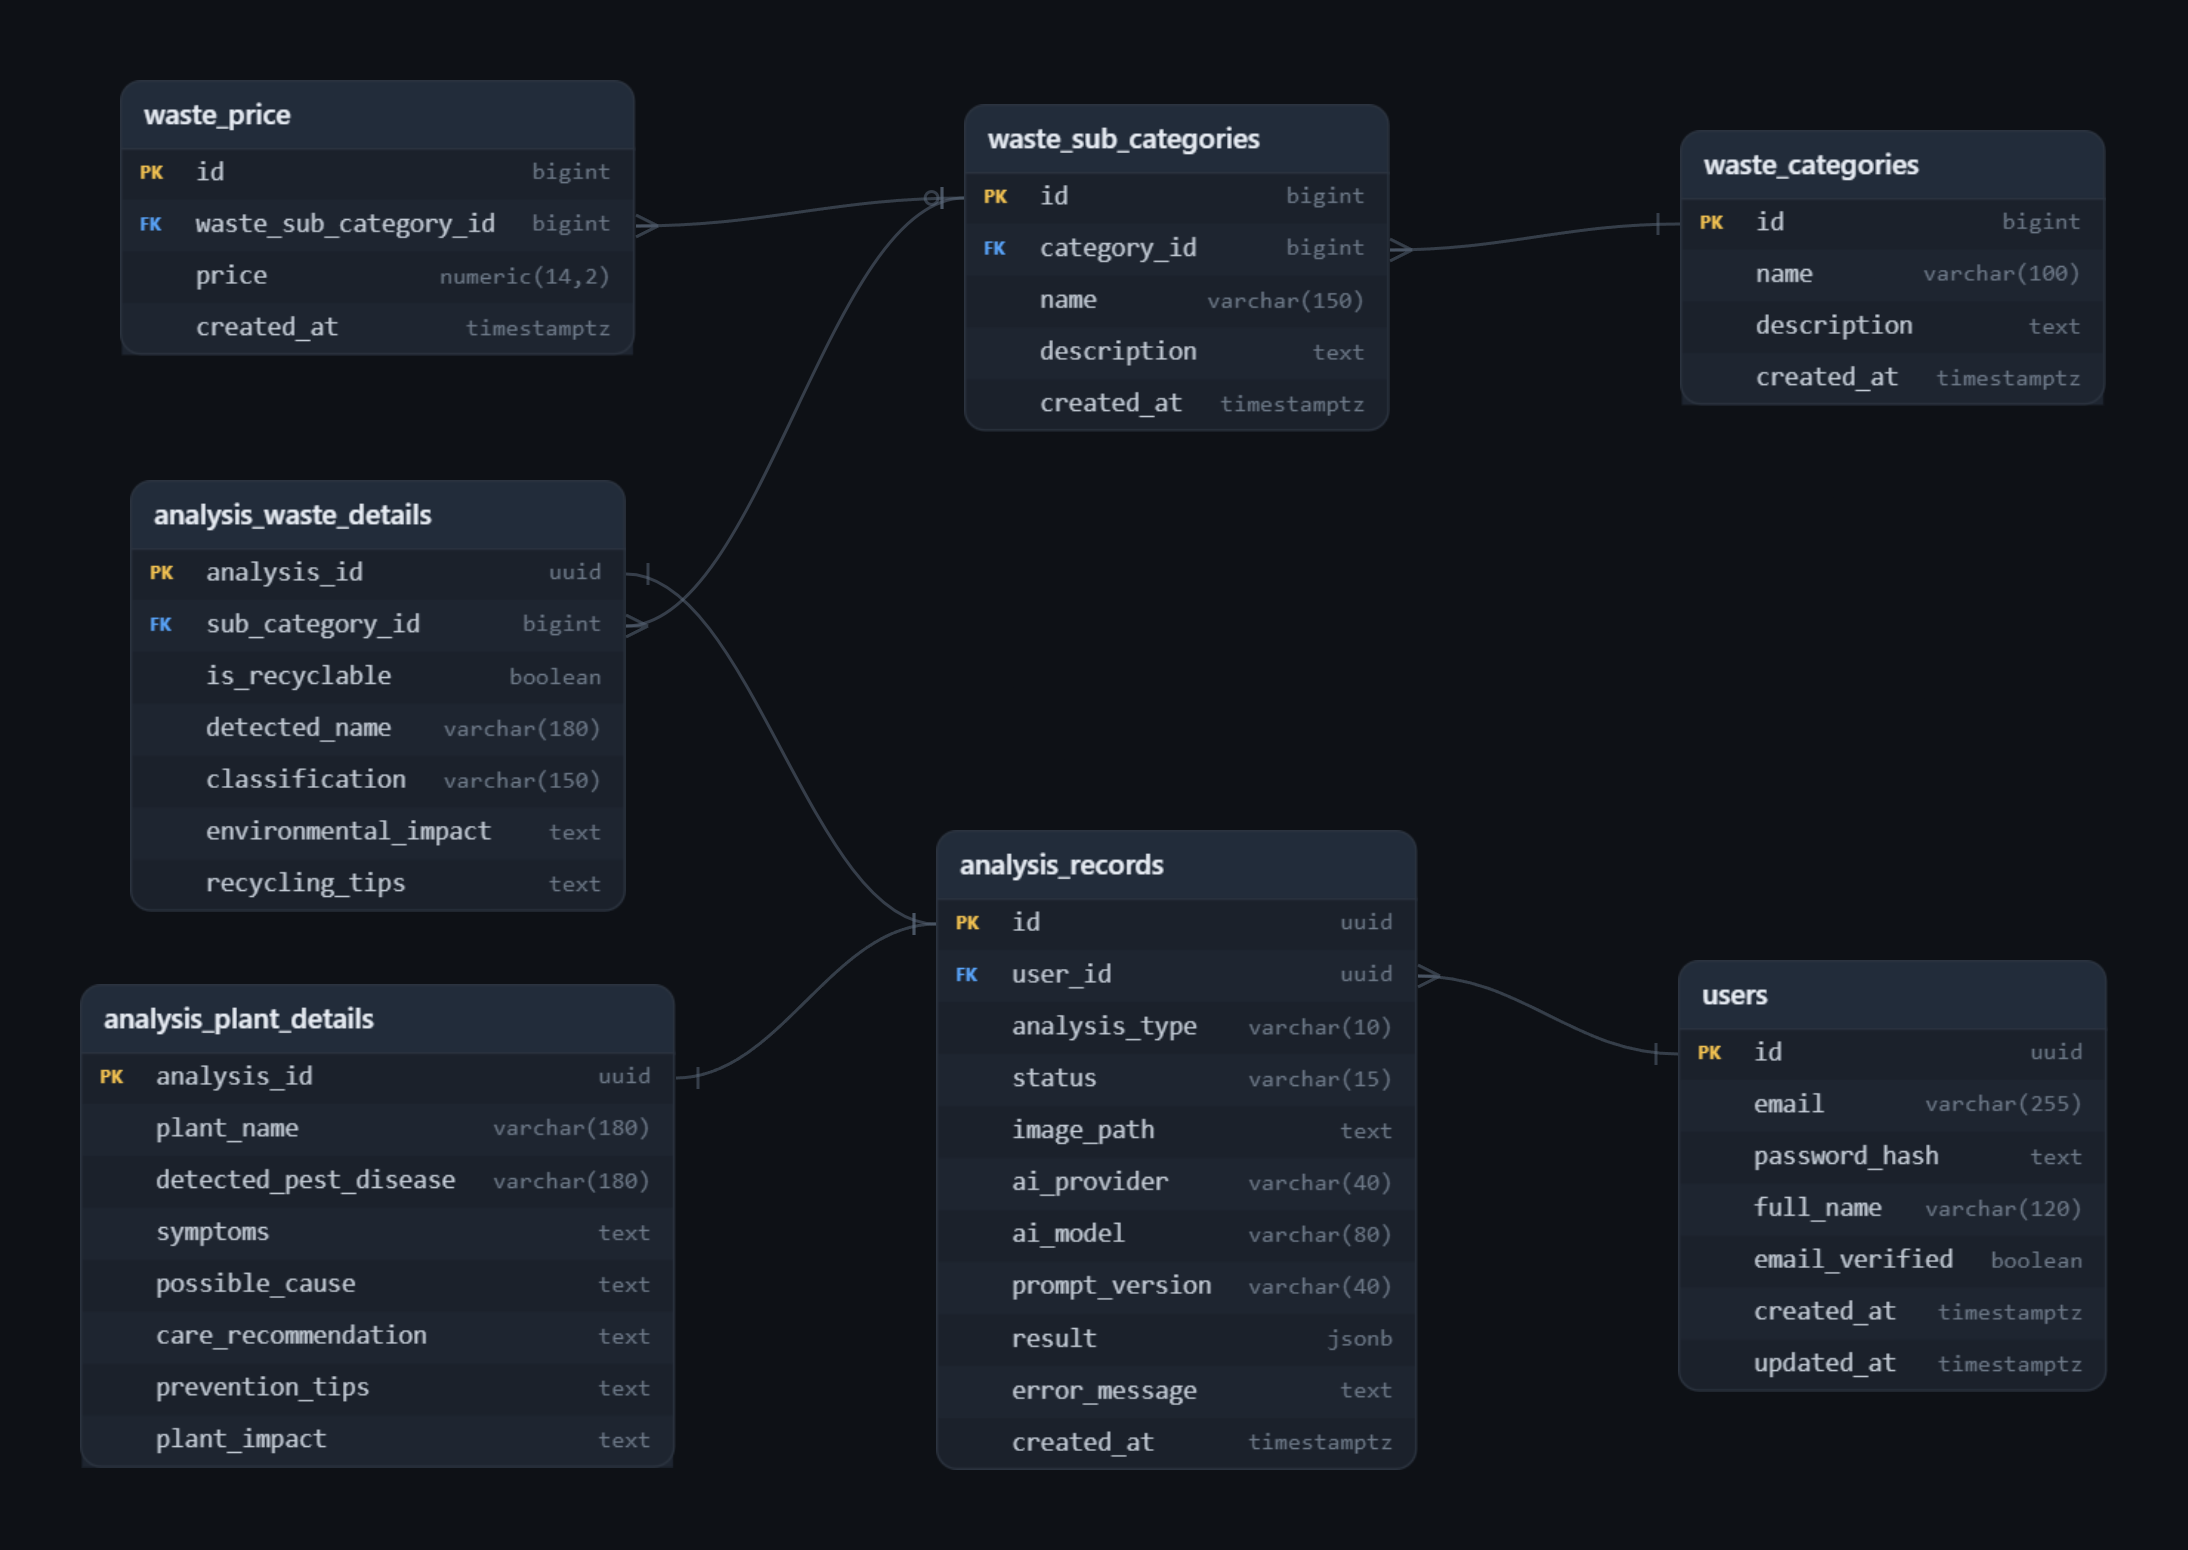 waste_price
PK id bigint
FK waste_sub_category_id bigint
price numeric(14,2)
created_at timestamptz
waste_sub_categories
PK id bigint
FK category_id bigint
name varchar(150)
description text
created_at timestamptz
waste_categories
PK id bigint
name varchar(100)
description text
created_at timestamptz
analysis_waste_details
PK analysis_id uuid
FK sub_category_id bigint
is_recyclable boolean
detected_name varchar(180)
classification varchar(150)
environmental_impact text
recycling_tips text
analysis_plant_details
PK analysis_id uuid
plant_name varchar(180)
detected_pest_disease varchar(180)
symptoms text
possible_cause text
care_recommendation text
prevention_tips text
plant_impact text
analysis_records
PK id uuid
FK user_id uuid
analysis_type varchar(10)
status varchar(15)
image_path text
ai_provider varchar(40)
ai_model varchar(80)
prompt_version varchar(40)
result jsonb
error_message text
created_at timestamptz
users
PK id uuid
email varchar(255)
password_hash text
full_name varchar(120)
email_verified boolean
created_at timestamptz
updated_at timestamptz